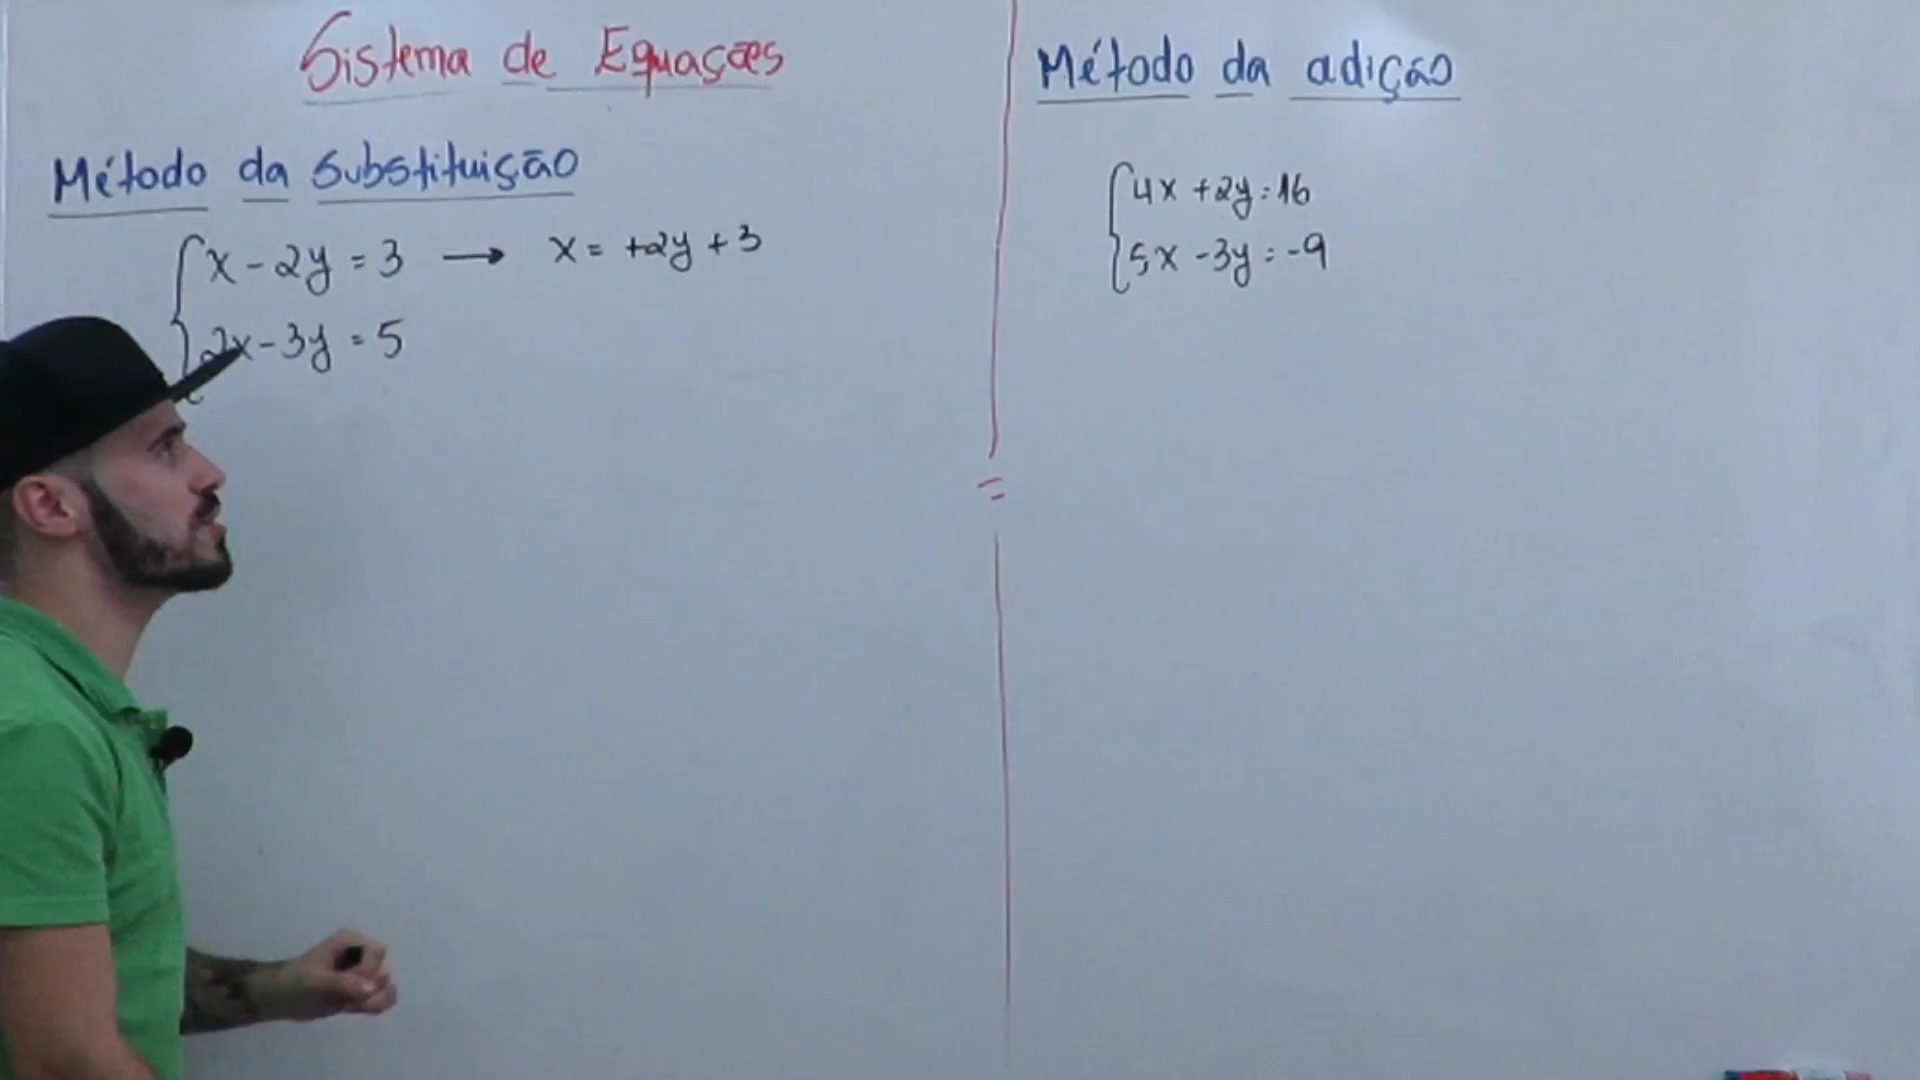 Sistema de Equações
Método da Substituição
x - 2y = 3 → x = +2y + 3
2x - 3y = 5
Método da adição
4x + 2y = 16
5x - 3y = -9